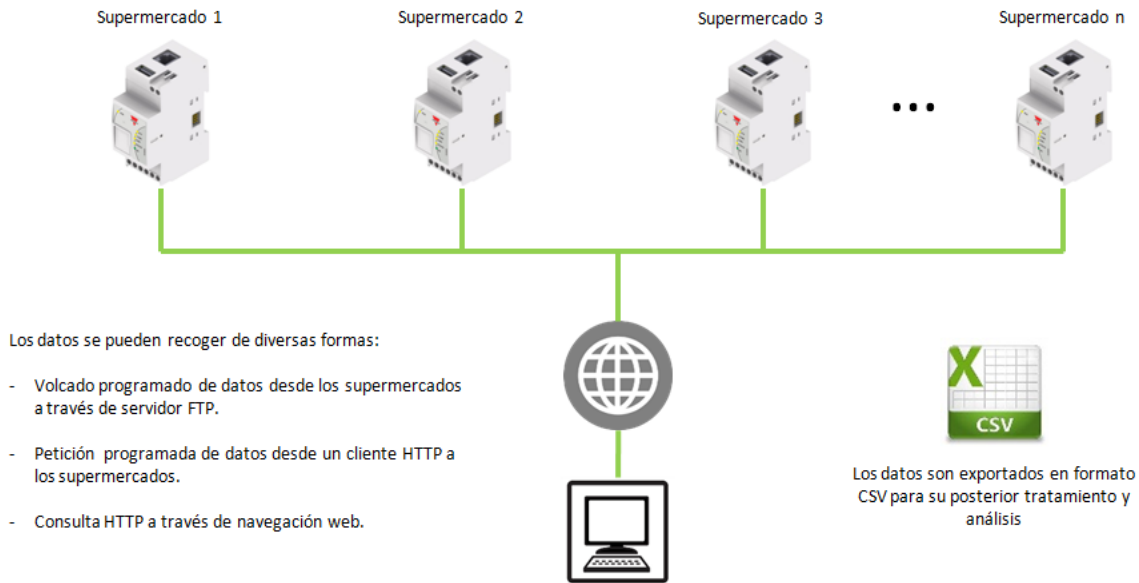 Supermercado 1
Supermercado 2
Supermercado 3
Supermercado n
...
Los datos se pueden recoger de diversas formas:
- Volcado programado de datos desde los supermercados
a través de servidor FTP.
- Petición programada de datos desde un cliente HTTP a
los supermercados.
- Consulta HTTP a través de navegación web.
X
CSV
Los datos son exportados en formato
CSV para su posterior tratamiento y
análisis